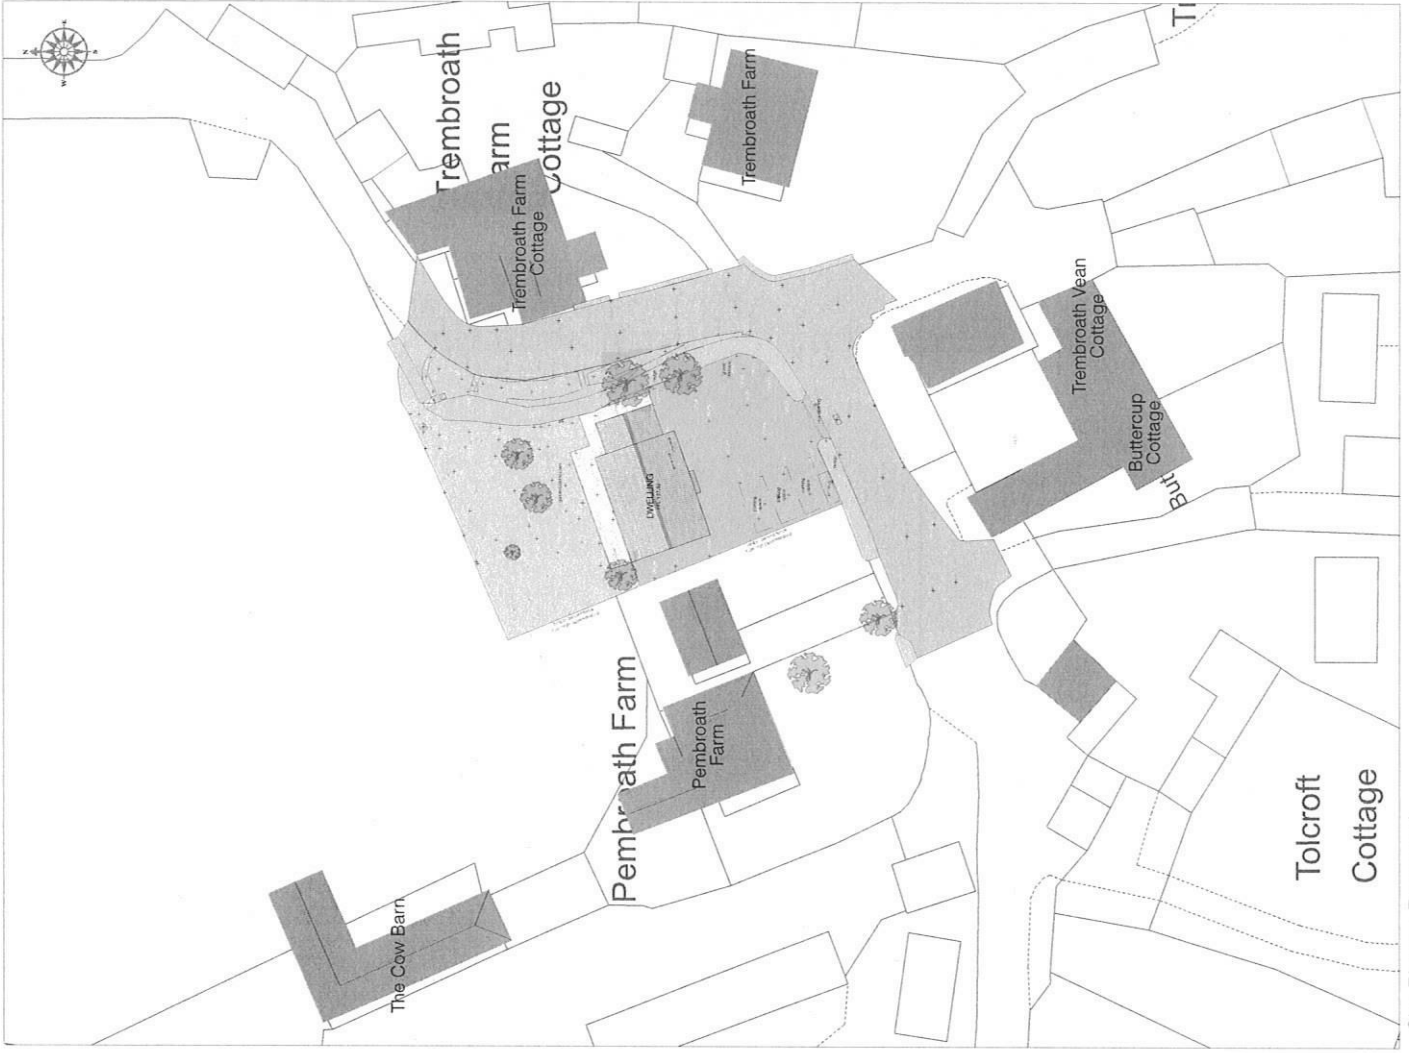 Trembroath
arm
Cottage
Trembroath Farm
Cottage
Trembroath Farm
Pembroath Farm
Pembroath
Farm
The Cow Barn
DWELLING
Trembroath Vean
Cottage
Buttercup
Cottage
But
Tolcroft
Cottage
N
W